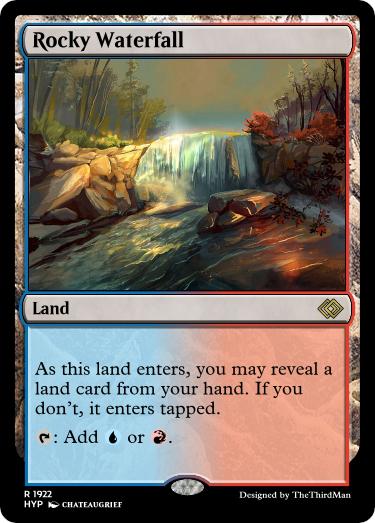 Rocky Waterfall
Land
As this land enters, you may reveal a
land card from your hand. If you
don't, it enters tapped.
: Add or .
R 1922
HYP CHATEAUGRIEF
Designed by TheThirdMan